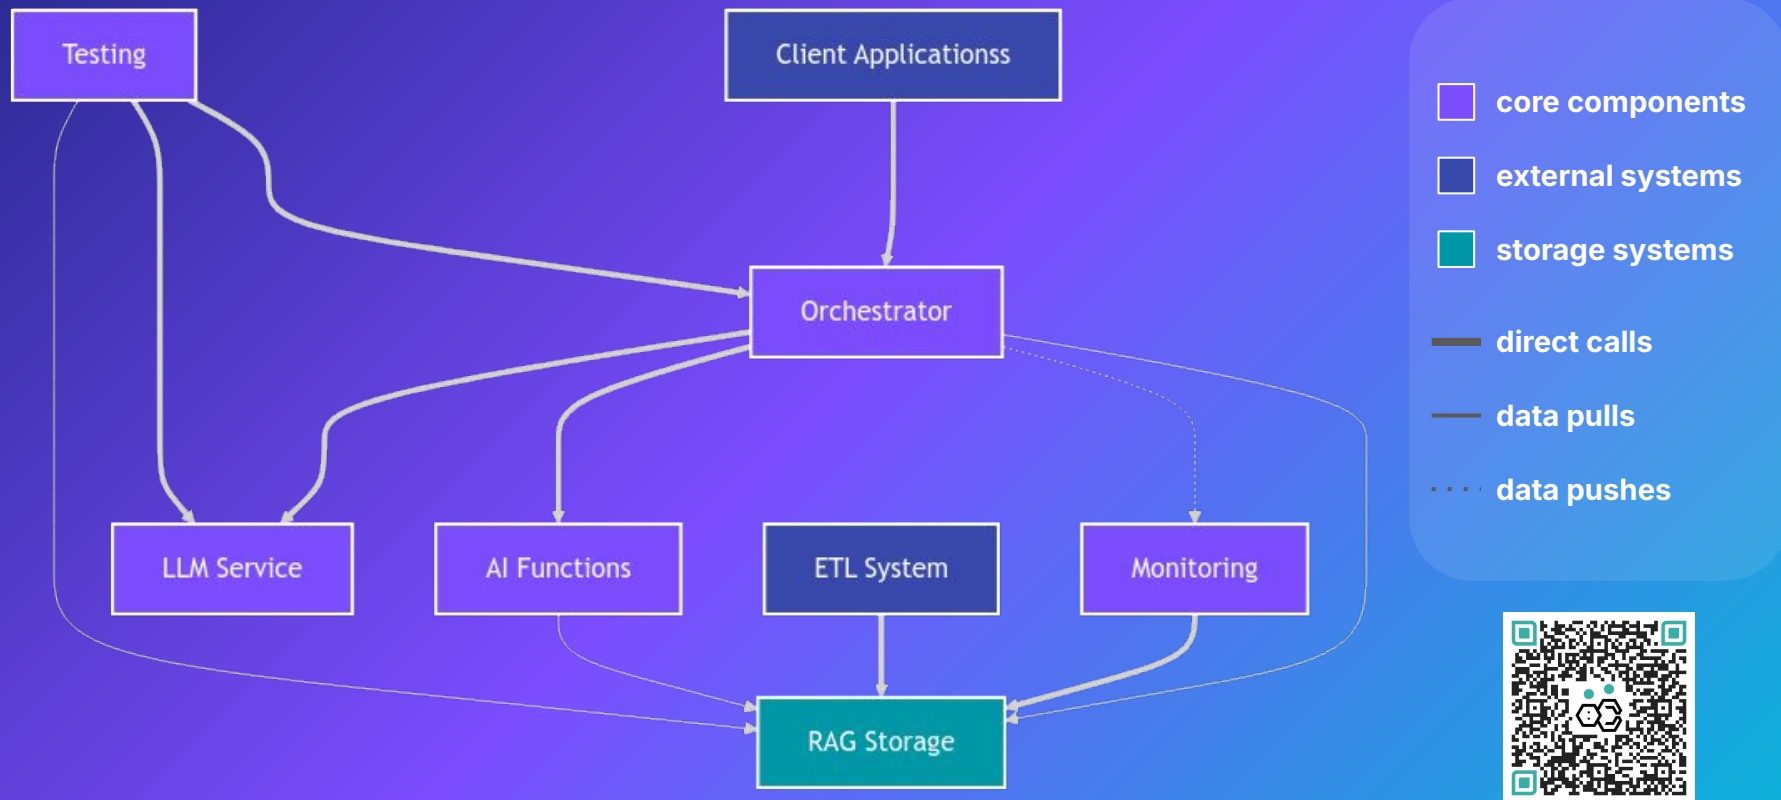 Testing
Client Applicationss
Orchestrator
LLM Service
AI Functions
ETL System
Monitoring
RAG Storage
core components
external systems
storage systems
direct calls
data pulls
data pushes